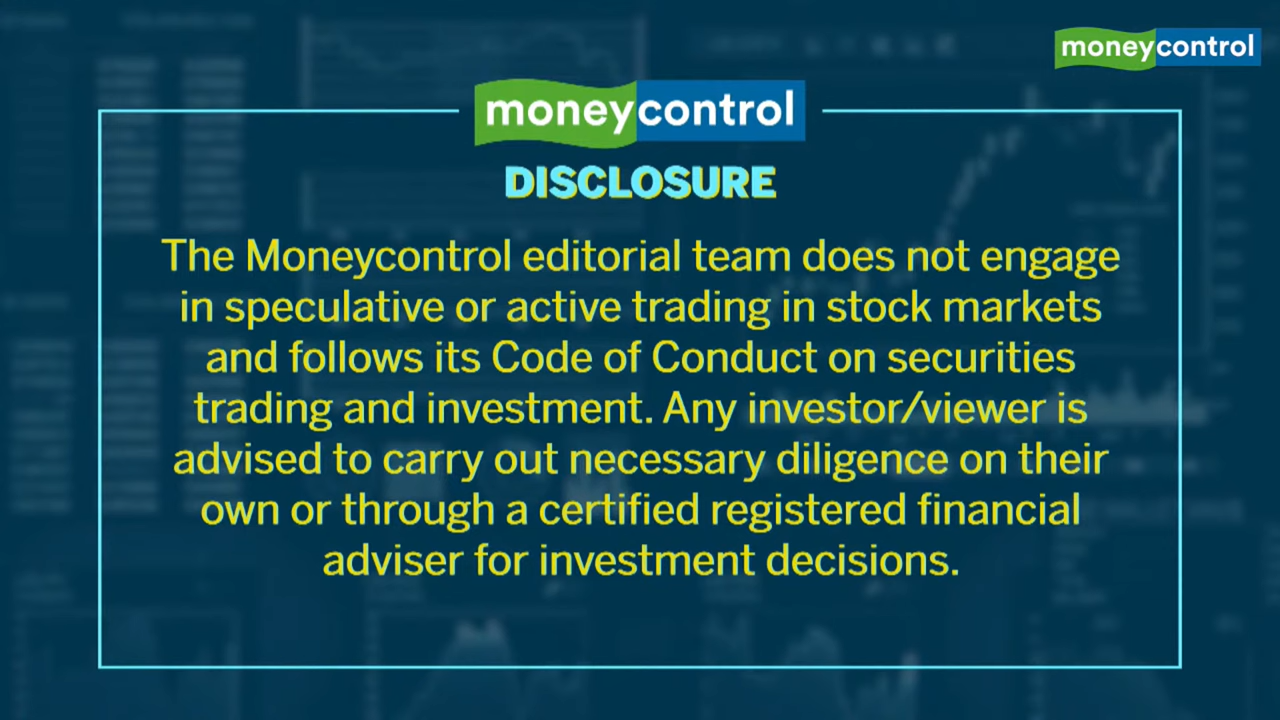 moneycontrol
moneycontrol
DISCLOSURE
The Moneycontrol editorial team does not engage
in speculative or active trading in stock markets
and follows its Code of Conduct on securities
trading and investment. Any investor/viewer is
advised to carry out necessary diligence on their
own or through a certified registered financial
adviser for investment decisions.